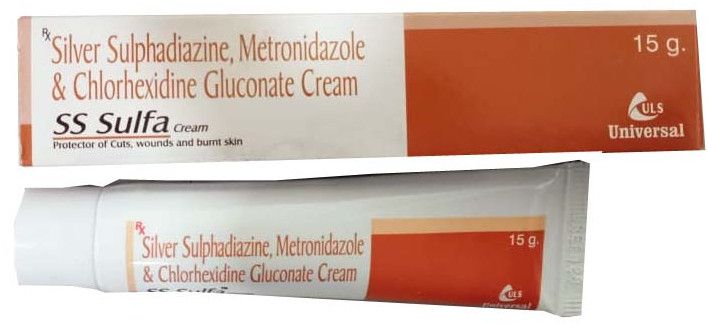 Rx Silver Sulphadiazine, Metronidazole
& Chlorhexidine Gluconate Cream
SS Sulfa Cream
Protector of Cuts, wounds and burnt skin
15 g.
ULS
Universal
Rx Silver Sulphadiazine, Metronidazole
& Chlorhexidine Gluconate Cream
SS Sulfa
15 g.
ULS
Universal